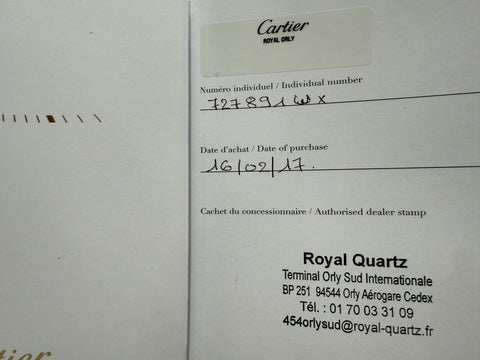 Cartier
ROYAL ORLY
Numéro individuel / Individual number
727891WX
Date d'achat / Date of purchase
16/02/17.
Cachet du concessionnaire / Authorised dealer stamp
Royal Quartz
Terminal Orly Sud Internationale
BP 251 94544 Orly Aérogare Cedex
Tél. : 01 70 03 31 09
454orlysud@royal-quartz.fr
tier